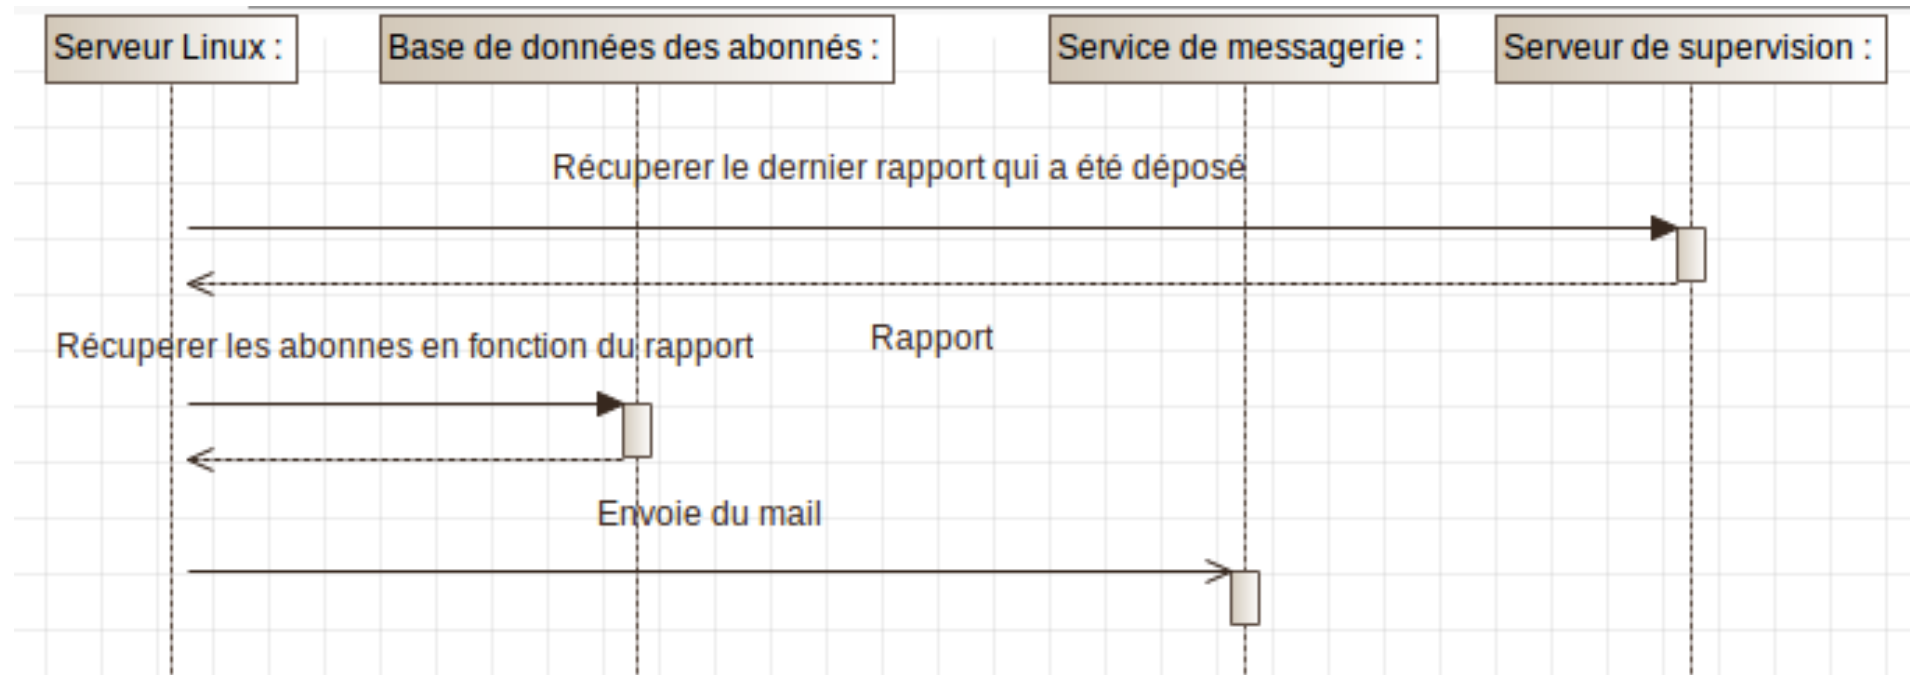 Serveur Linux :
Base de données des abonnés :
Service de messagerie :
Serveur de supervision :
Récuperer le dernier rapport qui a été déposé
Rapport
Récuperer les abonnes en fonction du rapport
Envoie du mail